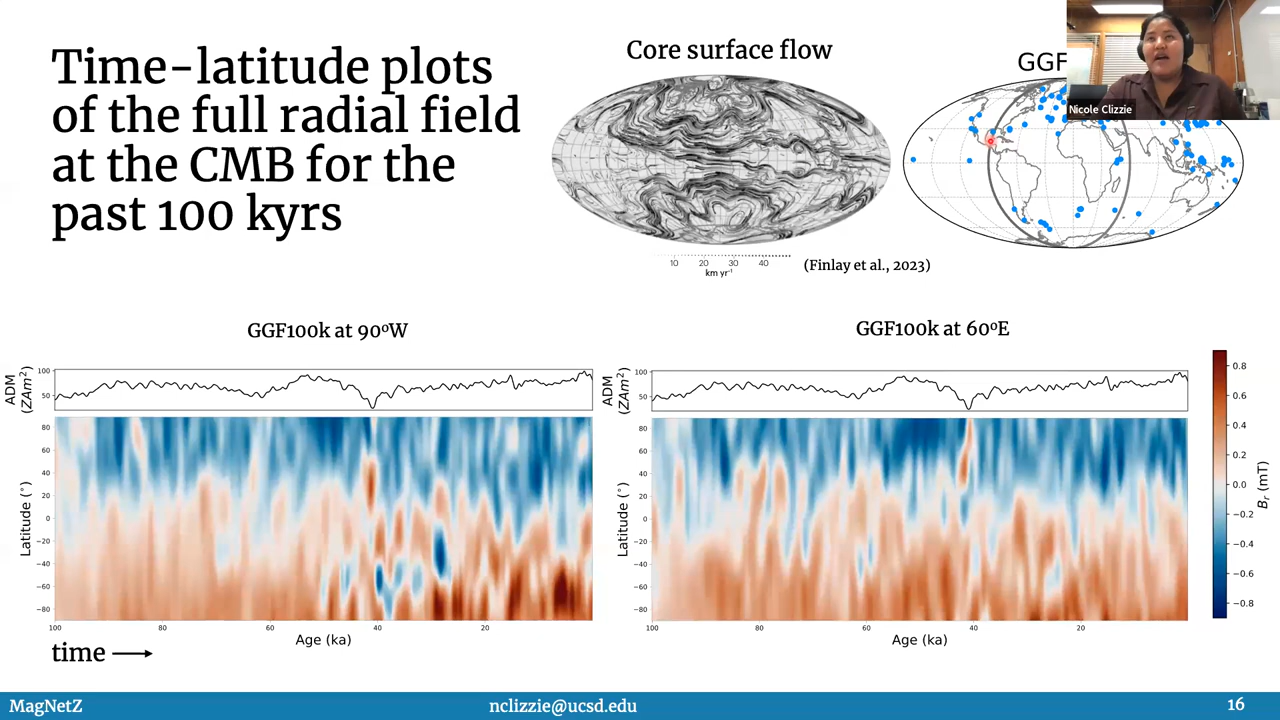 Time-latitude plots
of the full radial field
at the CMB for the
past 100 kyrs
Core surface flow
GGF
Nicole Clizzie
10 20 30 40
km yr⁻¹
(Finlay et al., 2023)
GGF100k at 90ºW
GGF100k at 60ºE
ADM
(ZAm²)
100
50
Latitude (°)
80
60
40
20
0
−20
−40
−60
−80
100 80 60 40 20
Age (ka)
ADM
(ZAm²)
100
50
Latitude (°)
80
60
40
20
0
−20
−40
−60
−80
100 80 60 40 20
Age (ka)
0.8
0.6
0.4
0.2
0.0
−0.2
−0.4
−0.6
−0.8
Bᵣ (mT)
time
MagNetZ
nclizzie@ucsd.edu
16